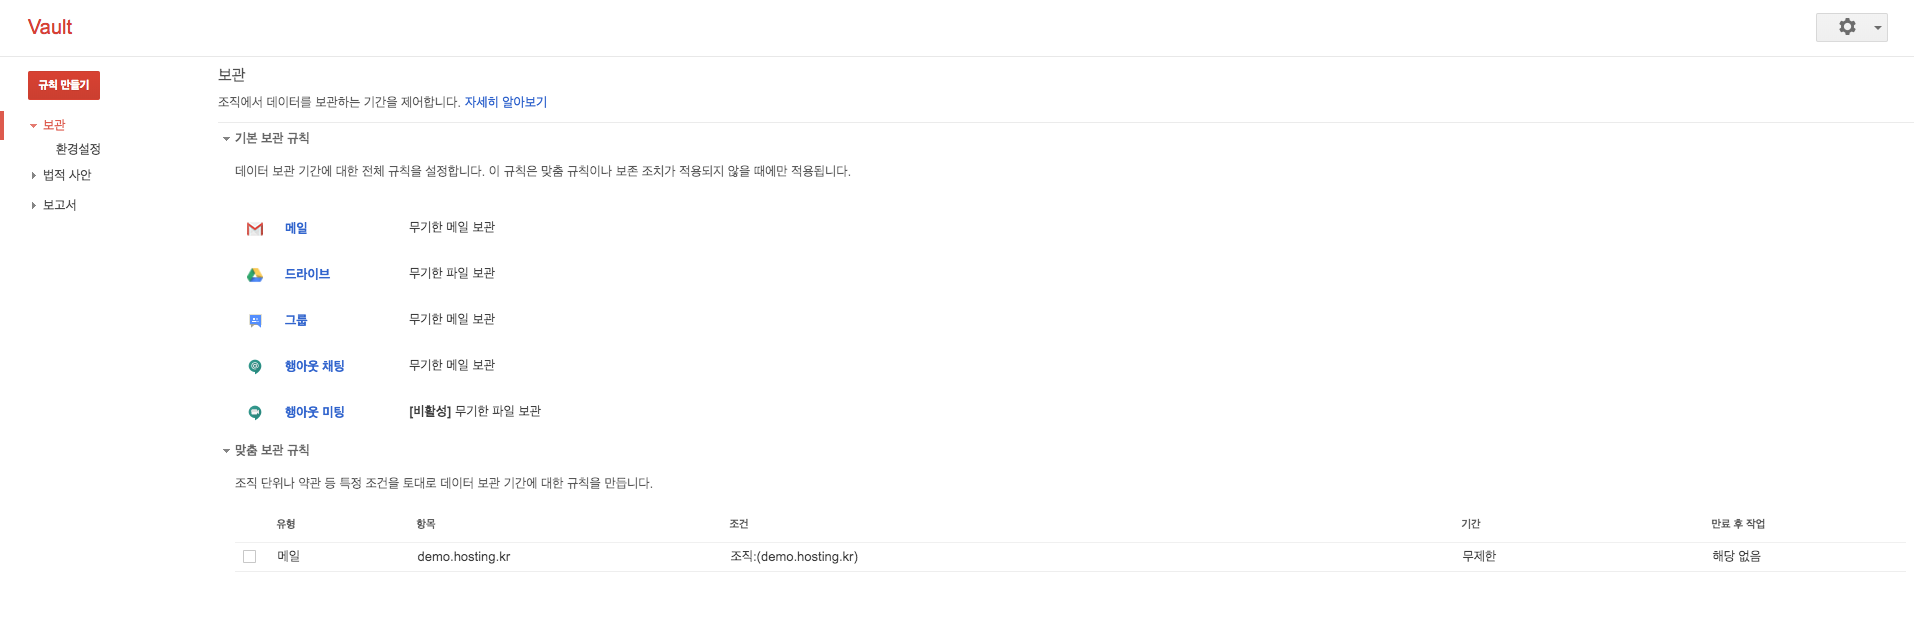 Vault
규칙 만들기
보관
환경설정
법적 사안
보고서
보관
조직에서 데이터를 보관하는 기간을 제어합니다. 자세히 알아보기
기본 보관 규칙
데이터 보관 기간에 대한 전체 규칙을 설정합니다. 이 규칙은 맞춤 규칙이나 보존 조치가 적용되지 않을 때에만 적용됩니다.
메일 무기한 메일 보관
드라이브 무기한 파일 보관
그룹 무기한 메일 보관
행아웃 채팅 무기한 메일 보관
행아웃 미팅 [비활성] 무기한 파일 보관
맞춤 보관 규칙
조직 단위나 약관 등 특정 조건을 토대로 데이터 보관 기간에 대한 규칙을 만듭니다.
유형 항목 조건 기간 만료 후 작업
메일 demo.hosting.kr 조직:(demo.hosting.kr) 무제한 해당 없음